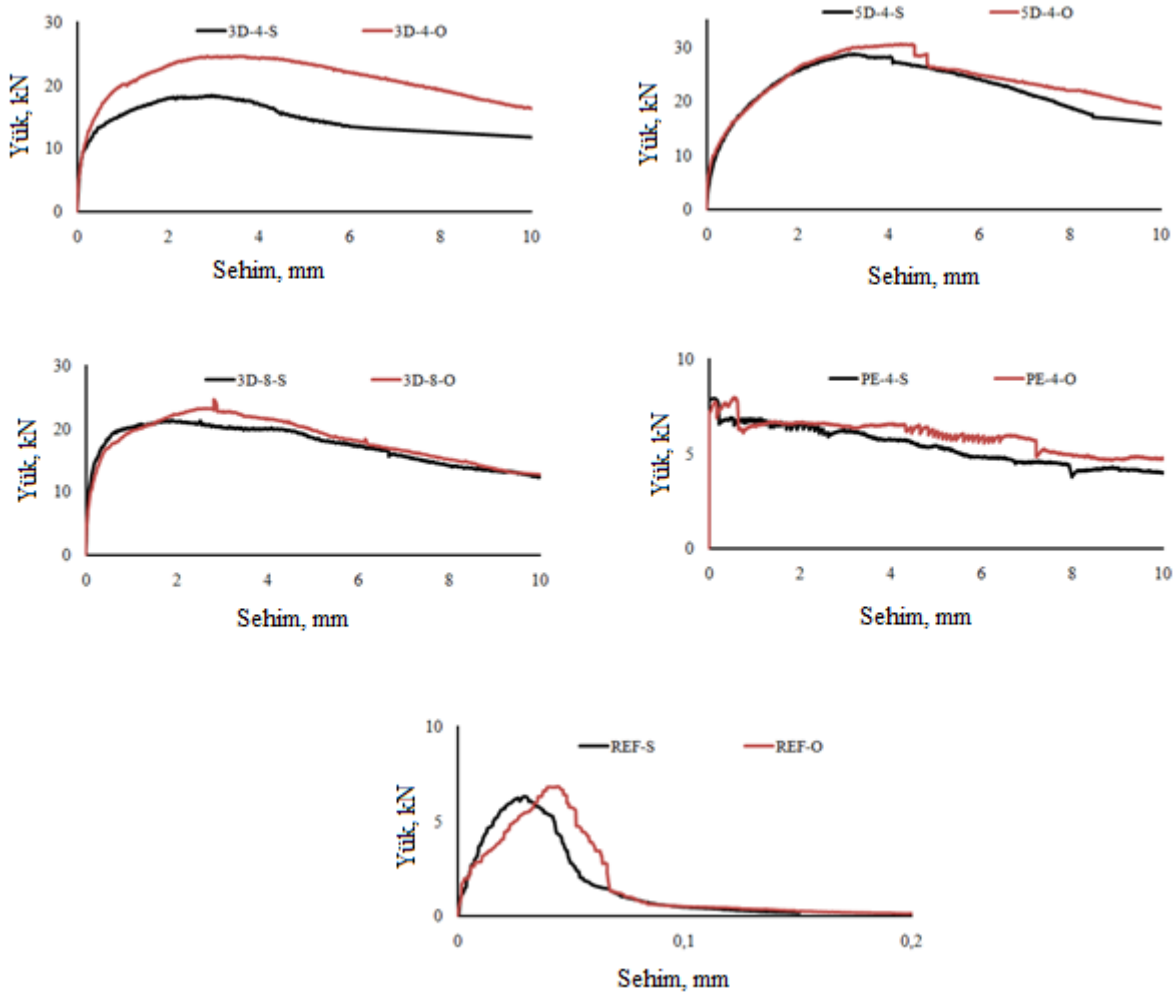 3D-4-S 3D-4-O
30
20
10
0
0 2 4 6 8 10
Yük, kN
Sehim, mm
5D-4-S 5D-4-O
30
20
10
0
0 2 4 6 8 10
Yük, kN
Sehim, mm
3D-8-S 3D-8-O
30
20
10
0
0 2 4 6 8 10
Yük, kN
Sehim, mm
PE-4-S PE-4-O
10
5
0
0 2 4 6 8 10
Yük, kN
Sehim, mm
REF-S REF-O
10
5
0
0 0,1 0,2
Yük, kN
Sehim, mm